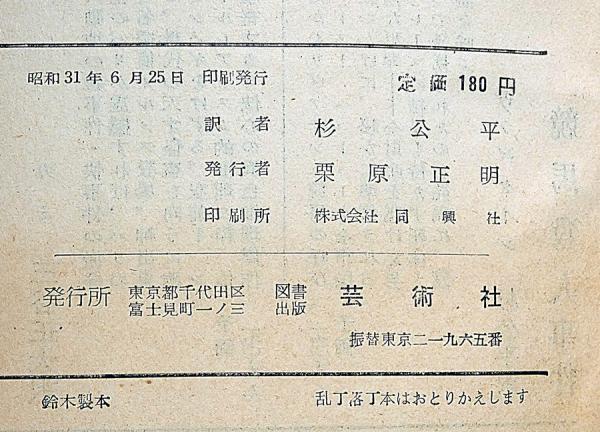 昭和31年6月25日 印刷発行 定価180円
訳者 杉公平
発行者 栗原正明
印刷所 株式会社同興社
発行所 東京都千代田区富士見町一ノ三 図書出版 芸術社
振替東京二一九六五番
鈴木製本 乱丁落丁本はおとりかえします